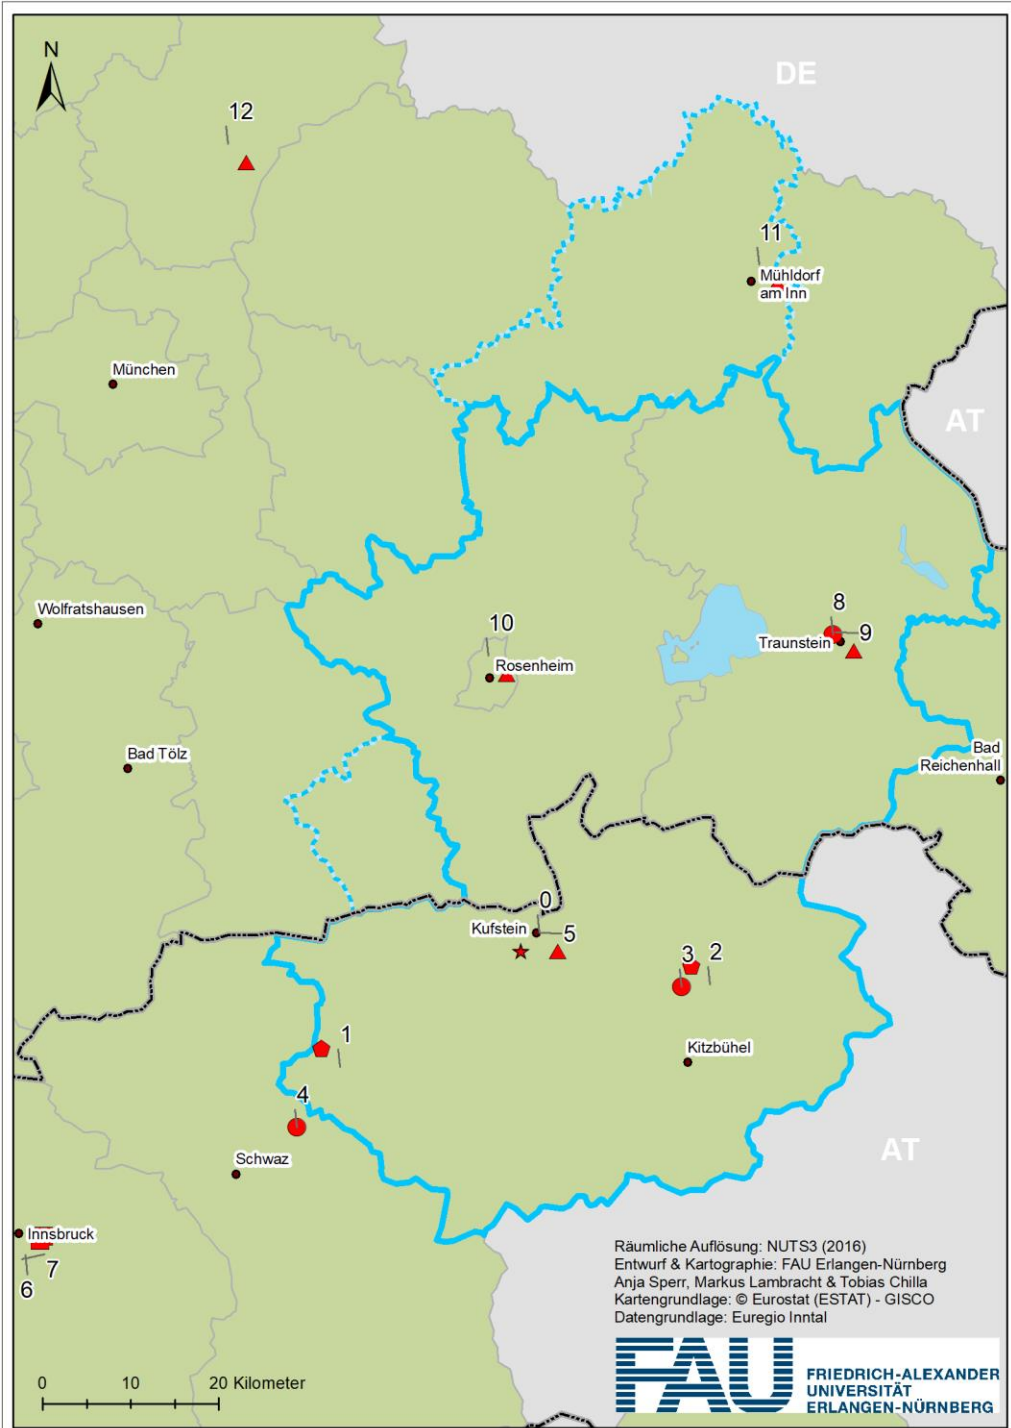 N
DE
12
11
Mühldorf
am Inn
München
AT
Wolfratshausen
8
10
9
Traunstein
Rosenheim
Bad Tölz
Bad
Reichenhall
0
Kufstein
5
3
2
1
Kitzbühel
4
AT
Schwaz
Innsbruck
7
6
Räumliche Auflösung: NUTS3 (2016)
Entwurf & Kartographie: FAU Erlangen-Nürnberg
Anja Sperr, Markus Lambracht & Tobias Chilla
Kartengrundlage: © Eurostat (ESTAT) - GISCO
Datengrundlage: Euregio Inntal
0 10 20 Kilometer
FAU
FRIEDRICH-ALEXANDER
UNIVERSITÄT
ERLANGEN-NÜRNBERG